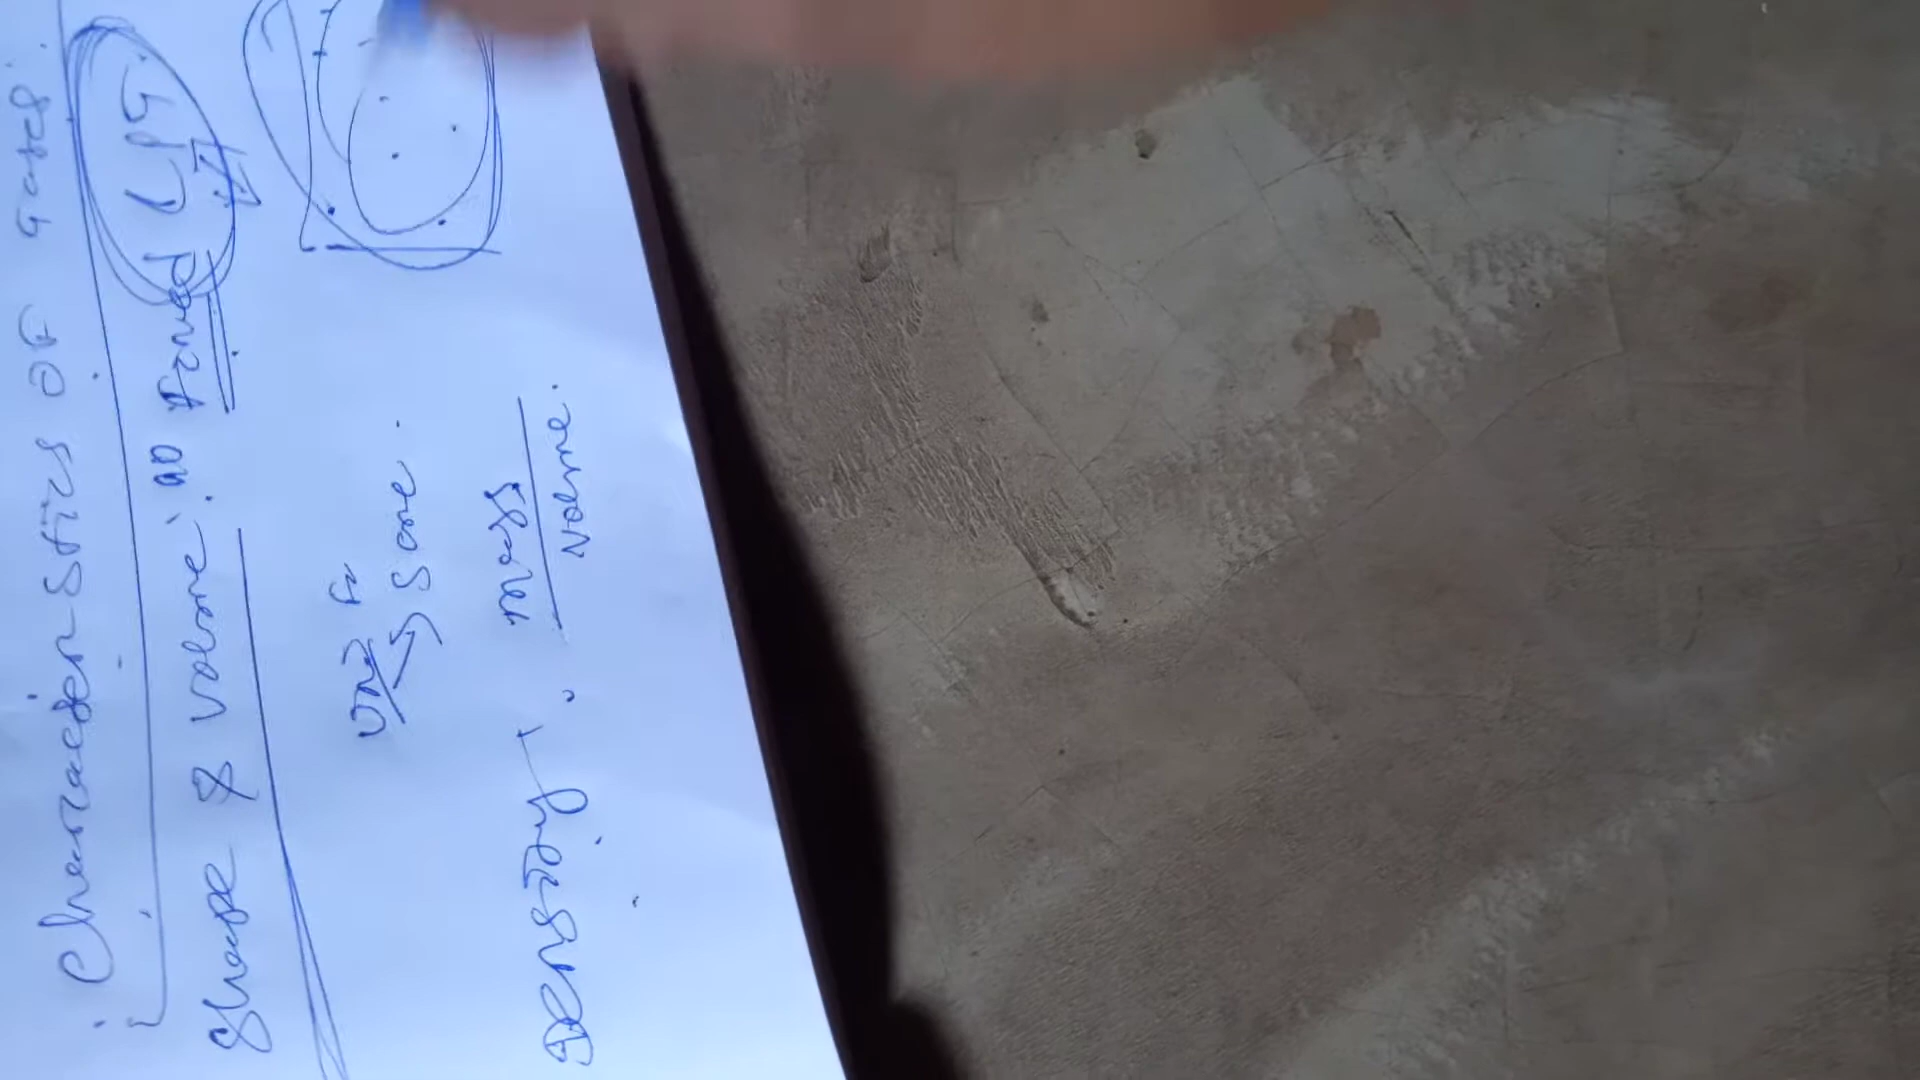 Characteristics of gases.
LPG
Shape & volume: no fixed
same.
Density: mass
volume.